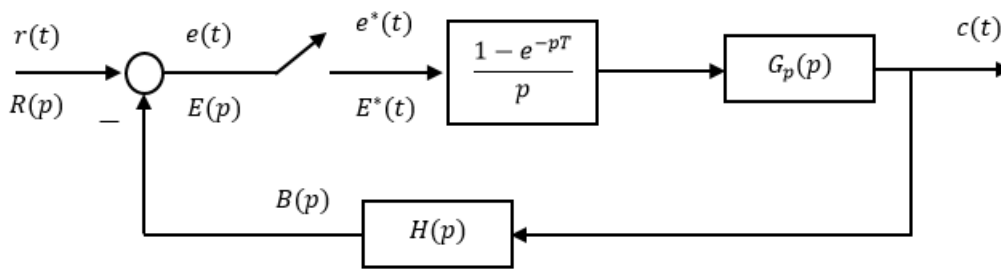 r(t)
R(p)
−
e(t)
E(p)
e*(t)
E*(t)
1 − e^{-pT}
p
G_p(p)
c(t)
B(p)
H(p)